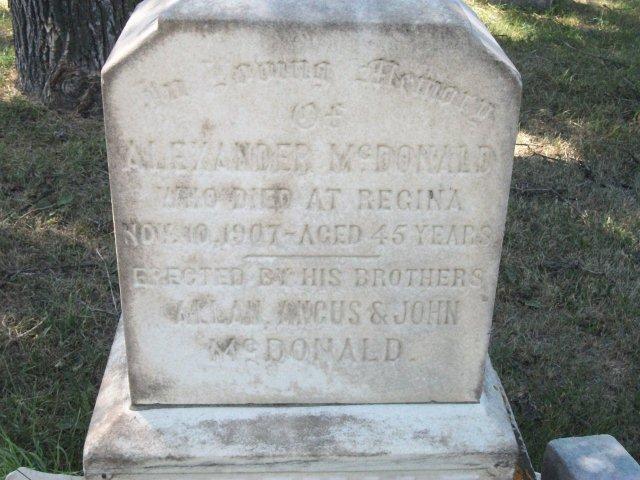 In Loving Memory
Of
ALEXANDER McDONALD
WHO DIED AT REGINA
NOV. 10, 1907 - AGED 45 YEARS
ERECTED BY HIS BROTHERS
ALLAN, ANGUS & JOHN
McDONALD.